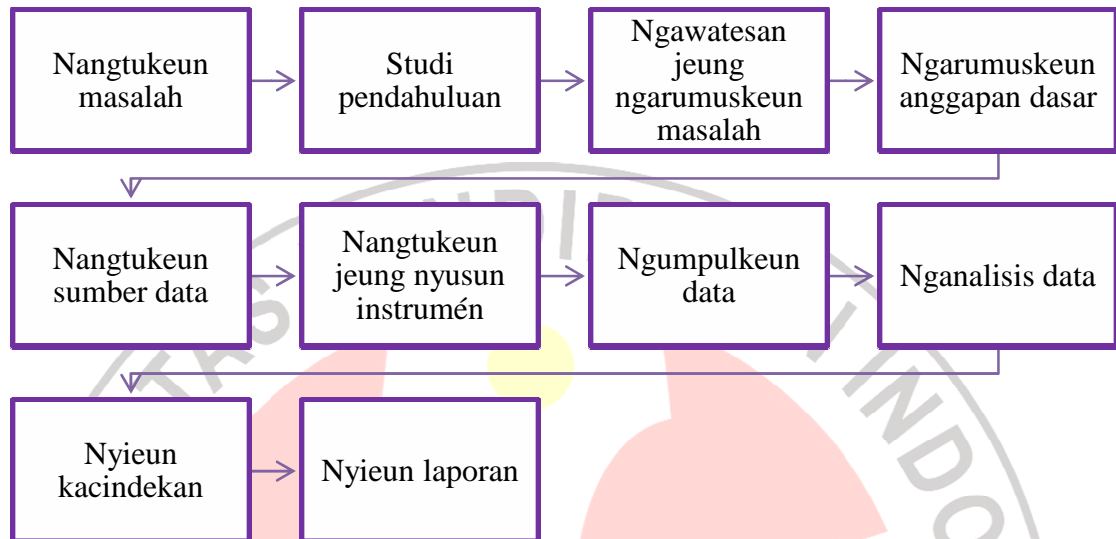 Nangtukeun
masalah
Studi
pendahuluan
Ngawatesan
jeung
ngarumuskeun
masalah
Ngarumuskeun
anggapan dasar
Nangtukeun
sumber data
Nangtukeun
jeung nyusun
instrumén
Ngumpulkeun
data
Nganalisis data
Nyieun
kacindekan
Nyieun laporan